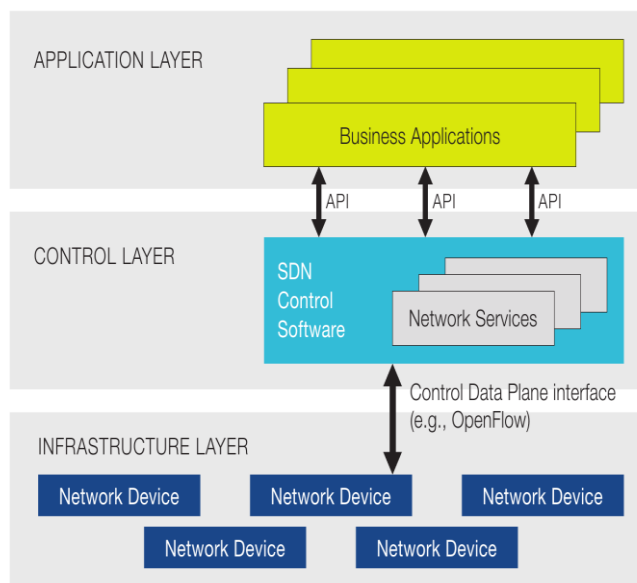 APPLICATION LAYER
Business Applications
API
API
API
CONTROL LAYER
SDN
Control
Software
Network Services
Control Data Plane interface
(e.g., OpenFlow)
INFRASTRUCTURE LAYER
Network Device
Network Device
Network Device
Network Device
Network Device